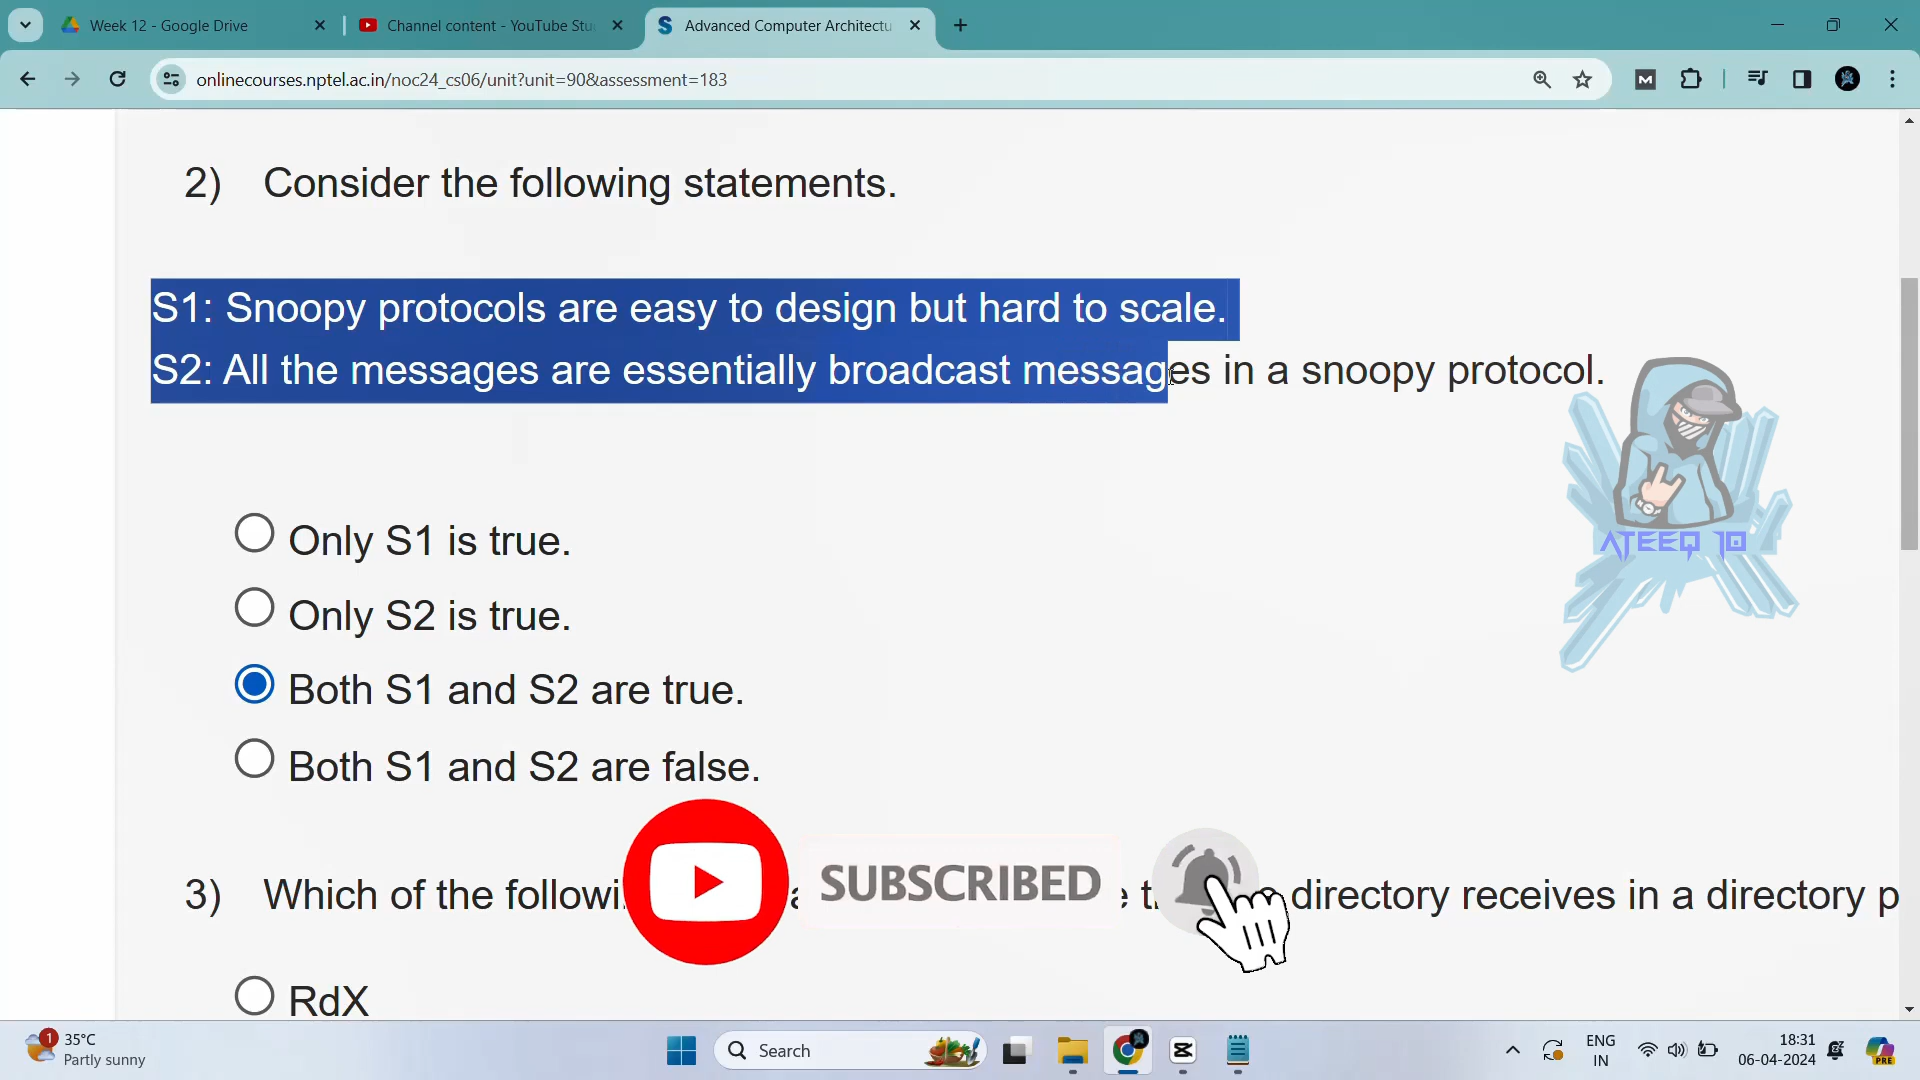 Week 12 - Google Drive
Channel content - YouTube Stu
Advanced Computer Architectu
onlinecourses.nptel.ac.in/noc24_cs06/unit?unit=90&assessment=183
2) Consider the following statements.
S1: Snoopy protocols are easy to design but hard to scale.
S2: All the messages are essentially broadcast messages in a snoopy protocol.
ATEEQ 10
Only S1 is true.
Only S2 is true.
Both S1 and S2 are true.
Both S1 and S2 are false.
SUBSCRIBED
3) Which of the followi directory receives in a directory p
RdX
1
35°C
Partly sunny
Search
ENG
IN
18:31
06-04-2024
PRE